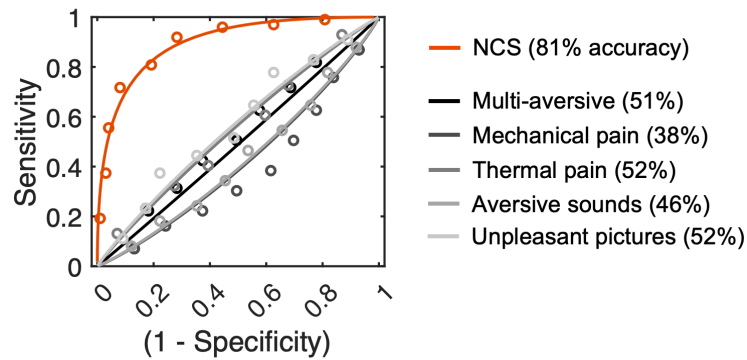 Sensitivity
1
0.8
0.6
0.4
0.2
0
0 0.2 0.4 0.6 0.8 1
(1 - Specificity)
NCS (81% accuracy)
Multi-aversive (51%)
Mechanical pain (38%)
Thermal pain (52%)
Aversive sounds (46%)
Unpleasant pictures (52%)